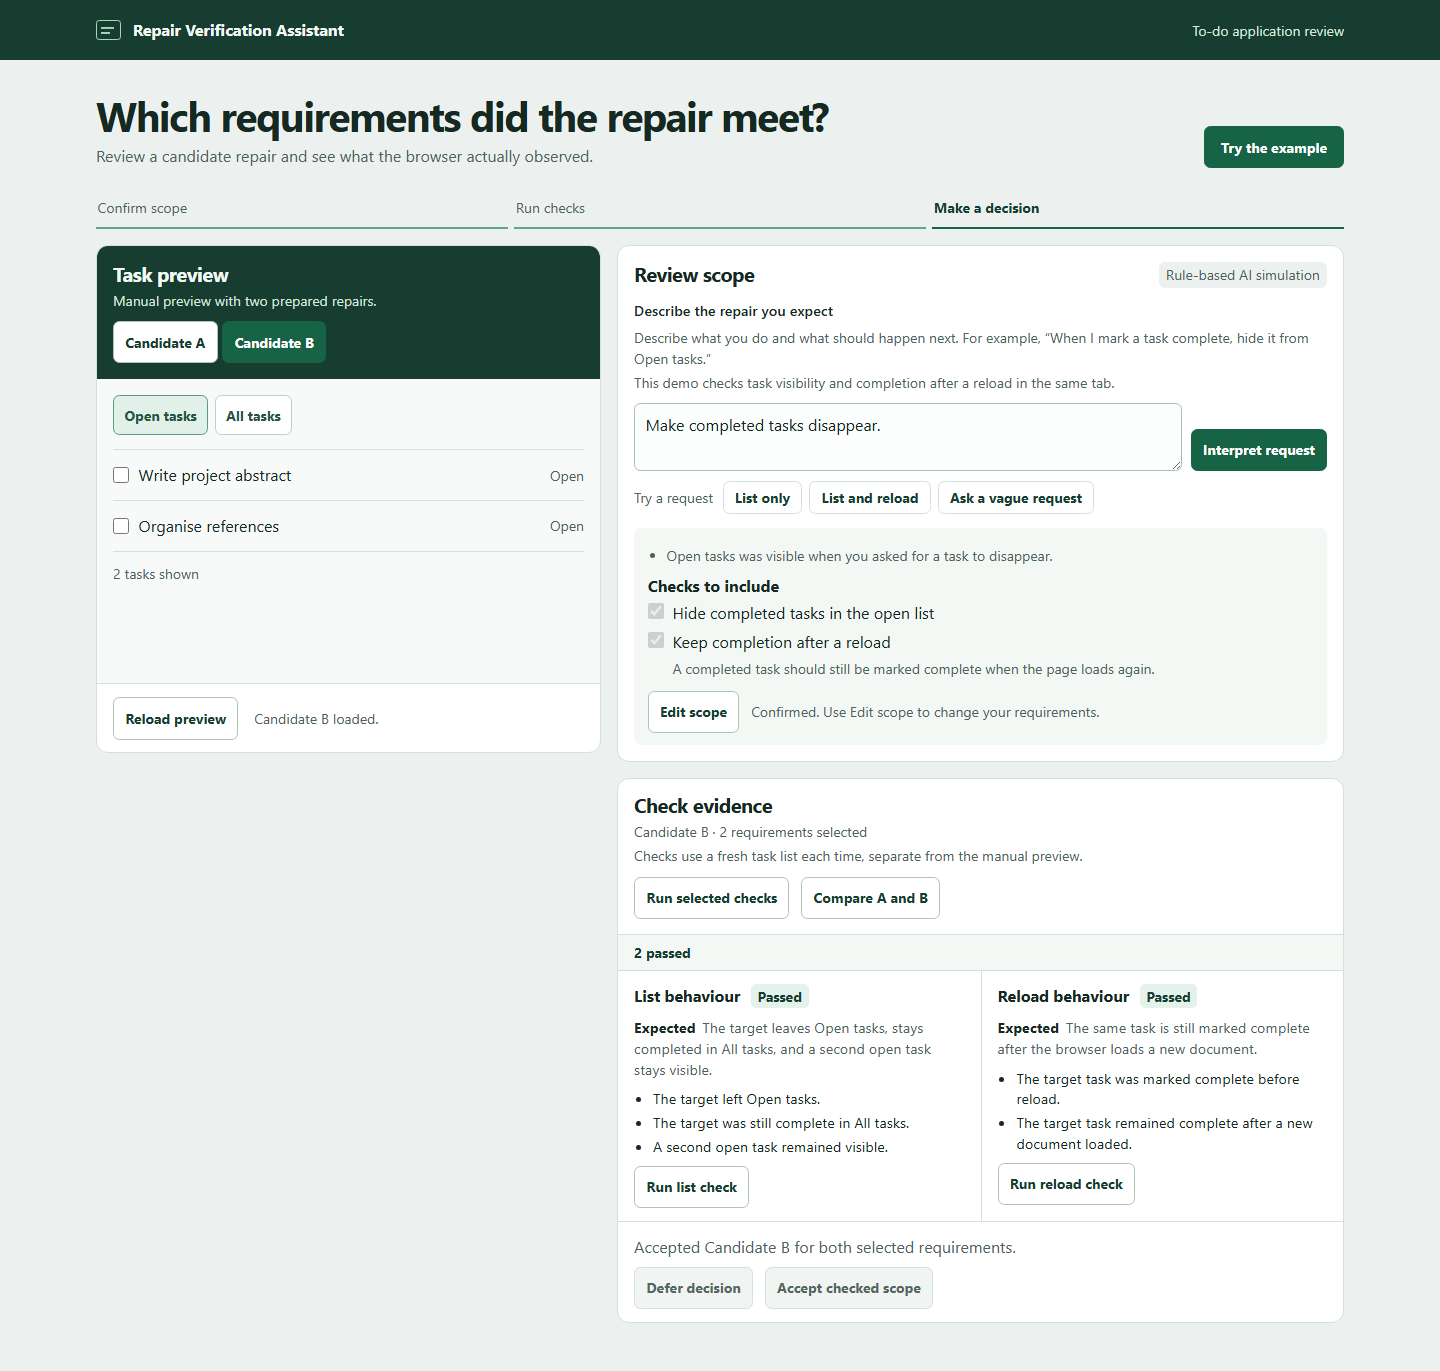 Repair Verification Assistant
To-do application review
Which requirements did the repair meet?
Review a candidate repair and see what the browser actually observed.
Try the example
Confirm scope
Run checks
Make a decision
Task preview
Manual preview with two prepared repairs.
Candidate A
Candidate B
Open tasks
All tasks
Write project abstract
Open
Organise references
Open
2 tasks shown
Reload preview
Candidate B loaded.
Review scope
Rule-based AI simulation
Describe the repair you expect
Describe what you do and what should happen next. For example, “When I mark a task complete, hide it from
Open tasks.”
This demo checks task visibility and completion after a reload in the same tab.
Make completed tasks disappear.
Interpret request
Try a request
List only
List and reload
Ask a vague request
• Open tasks was visible when you asked for a task to disappear.
Checks to include
Hide completed tasks in the open list
Keep completion after a reload
A completed task should still be marked complete when the page loads again.
Edit scope
Confirmed. Use Edit scope to change your requirements.
Check evidence
Candidate B · 2 requirements selected
Checks use a fresh task list each time, separate from the manual preview.
Run selected checks
Compare A and B
2 passed
List behaviour
Passed
Expected The target leaves Open tasks, stays
completed in All tasks, and a second open task
stays visible.
• The target left Open tasks.
• The target was still complete in All tasks.
• A second open task remained visible.
Run list check
Reload behaviour
Passed
Expected The same task is still marked complete
after the browser loads a new document.
• The target task was marked complete before
reload.
• The target task remained complete after a new
document loaded.
Run reload check
Accepted Candidate B for both selected requirements.
Defer decision
Accept checked scope